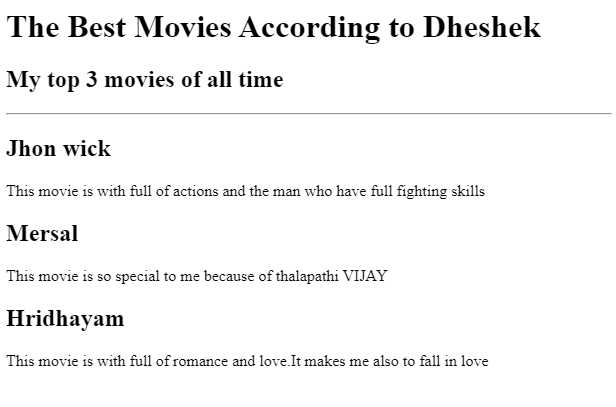 The Best Movies According to Dheshek
My top 3 movies of all time
Jhon wick
This movie is with full of actions and the man who have full fighting skills
Mersal
This movie is so special to me because of thalapathi VIJAY
Hridhayam
This movie is with full of romance and love.It makes me also to fall in love